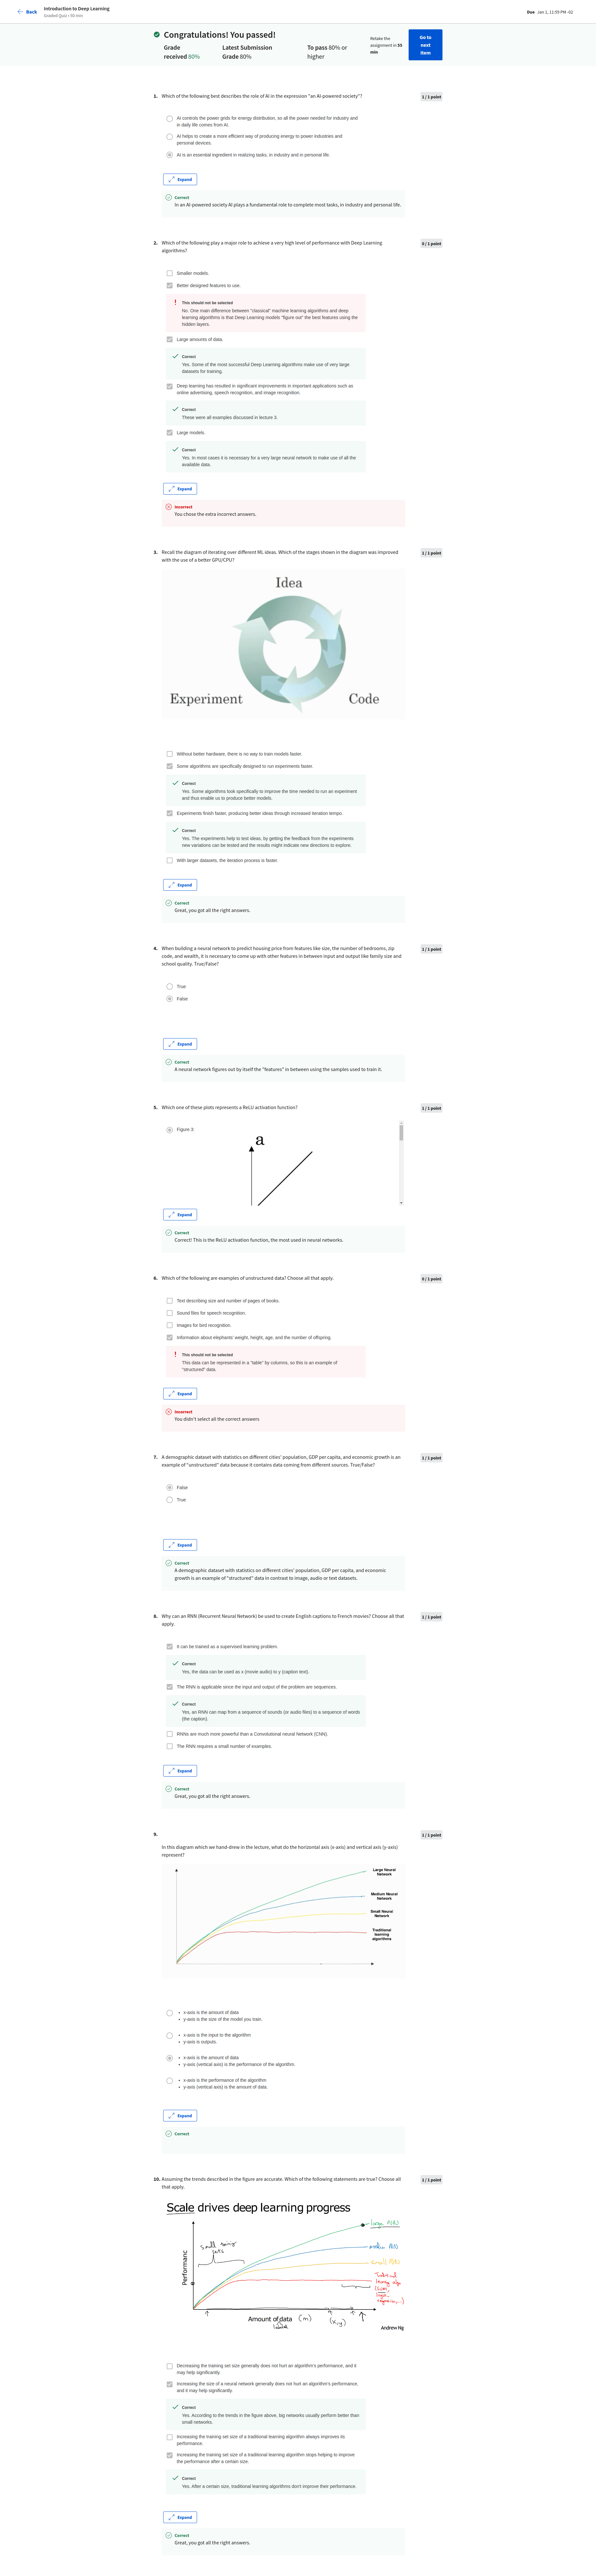 Back
Introduction to Deep Learning
Graded Quiz • 50 min
Due Jan 2, 11:59 PM -02
Congratulations! You passed!
Grade
received 80%
Latest Submission
Grade 80%
To pass 80% or
higher
Retake the
assignment in 53
min
Go to
next
item
1. Which of the following best describes the role of AI in the expression "an AI-powered society"?
1 / 1 point
AI controls the power grids for energy distribution, so all the power needed for industry and
in daily life comes from AI.
AI helps to create a more efficient way of producing energy to power industries and
personal devices.
AI is an essential ingredient in realizing tasks, in industry and in personal life.
Expand
Correct
In an AI-powered society AI plays a fundamental role to complete most tasks, in industry and personal life.
2. Which of the following play a major role to achieve a very high level of performance with Deep Learning
algorithms?
0 / 1 point
Smaller models.
Better designed features to use.
This should not be selected
No. One main difference between "classical" machine learning algorithms and deep
learning algorithms is that Deep Learning models "figure out" the best features using the
hidden layers.
Large amounts of data.
Correct
Yes. Some of the most successful Deep Learning algorithms make use of very large
datasets for training.
Deep learning has resulted in significant improvements in important applications such as
online advertising, speech recognition, and image recognition.
Correct
These were all examples discussed in lecture 3.
Large models.
Correct
Yes. In most cases it is necessary for a very large neural network to make use of all the
available data.
Expand
Incorrect
You chose the extra incorrect answers.
3. Recall the diagram of iterating over different ML ideas. Which of the stages shown in the diagram was improved
with the use of a better GPU/CPU?
1 / 1 point
Idea
Experiment
Code
Without better hardware, there is no way to train models faster.
Some algorithms are specifically designed to run experiments faster.
Correct
Yes. Some algorithms look specifically to improve the time needed to run an experiment
and thus enable us to produce better models.
Experiments finish faster, producing better ideas through increased iteration tempo.
Correct
Yes. The experiments help to test ideas, by getting the feedback from the experiments
new variations can be tested and the results might indicate new directions to explore.
With larger datasets, the iteration process is faster.
Expand
Correct
Great, you got all the right answers.
4. When building a neural network to predict housing price from features like size, the number of bedrooms, zip
code, and wealth, it is necessary to come up with other features in between input and output like family size and
school quality. True/False?
1 / 1 point
True
False
Expand
Correct
A neural network figures out by itself the "features" in between using the samples used to train it.
5. Which one of these plots represents a ReLU activation function?
1 / 1 point
Figure 3:
a
Expand
Correct
Correct! This is the ReLU activation function, the most used in neural networks.
6. Which of the following are examples of unstructured data? Choose all that apply.
0 / 1 point
Text describing size and number of pages of books.
Sound files for speech recognition.
Images for bird recognition.
Information about elephants' weight, height, age, and the number of offspring.
This should not be selected
This data can be represented in a "table" by columns, so this is an example of
"structured" data.
Expand
Incorrect
You didn't select all the correct answers
7. A demographic dataset with statistics on different cities' population, GDP per capita, and economic growth is an
example of "unstructured" data because it contains data coming from different sources. True/False?
1 / 1 point
False
True
Expand
Correct
A demographic dataset with statistics on different cities' population, GDP per capita, and economic
growth is an example of "structured" data in contrast to image, audio or text datasets.
8. Why can an RNN (Recurrent Neural Network) be used to create English captions to French movies? Choose all that
apply.
1 / 1 point
It can be trained as a supervised learning problem.
Correct
Yes, the data can be used as x (movie audio) to y (caption text).
The RNN is applicable since the input and output of the problem are sequences.
Correct
Yes, an RNN can map from a sequence of sounds (or audio files) to a sequence of words
(the caption).
RNNs are much more powerful than a Convolutional neural Network (CNN).
The RNN requires a small number of examples.
Expand
Correct
Great, you got all the right answers.
9.
1 / 1 point
In this diagram which we hand-drew in the lecture, what do the horizontal axis (x-axis) and vertical axis (y-axis)
represent?
Large Neural
Network
Medium Neural
Network
Small Neural
Network
Traditional
learning
algorithms
• x-axis is the amount of data
• y-axis is the size of the model you train.
• x-axis is the input to the algorithm
• y-axis is outputs.
• x-axis is the amount of data
• y-axis (vertical axis) is the performance of the algorithm.
• x-axis is the performance of the algorithm
• y-axis (vertical axis) is the amount of data.
Expand
Correct
10. Assuming the trends described in the figure are accurate. Which of the following statements are true? Choose all
that apply.
1 / 1 point
Scale drives deep learning progress
large NN
medium NN
small NN
small training
sets
Performanc
Amount of data (m)
(x,y)
Andrew Ng
Decreasing the training set size generally does not hurt an algorithm's performance, and it
may help significantly.
Increasing the size of a neural network generally does not hurt an algorithm's performance,
and it may help significantly.
Correct
Yes. According to the trends in the figure above, big networks usually perform better than
small networks.
Increasing the training set size of a traditional learning algorithm always improves its
performance.
Increasing the training set size of a traditional learning algorithm stops helping to improve
the performance after a certain size.
Correct
Yes. After a certain size, traditional learning algorithms don't improve their performance.
Expand
Correct
Great, you got all the right answers.